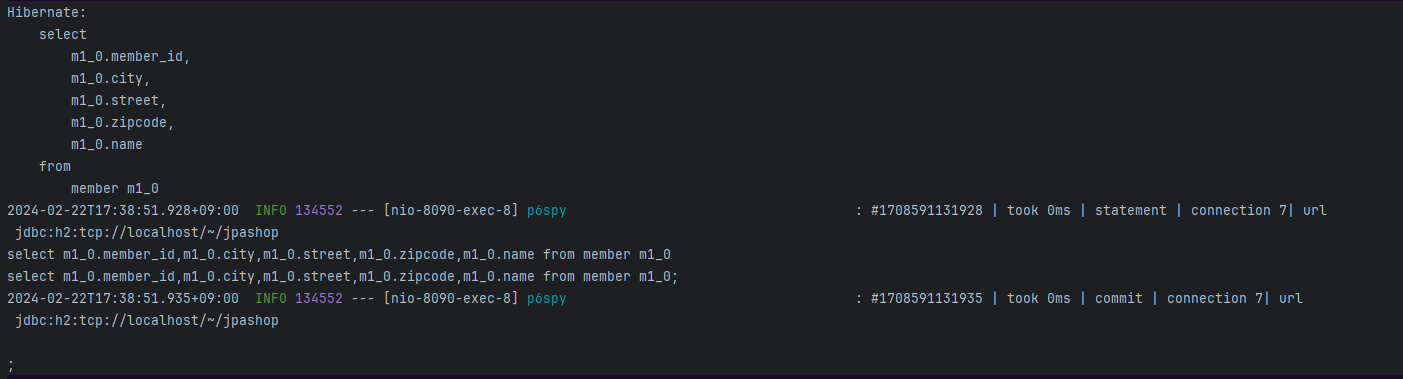 Hibernate:
    select
        m1_0.member_id,
        m1_0.city,
        m1_0.street,
        m1_0.zipcode,
        m1_0.name
    from
        member m1_0
2024-02-22T17:38:51.928+09:00  INFO 134552 --- [nio-8090-exec-8] p6spy                                    : #1708591131928 | took 0ms | statement | connection 7| url
 jdbc:h2:tcp://localhost/~/jpashop
select m1_0.member_id,m1_0.city,m1_0.street,m1_0.zipcode,m1_0.name from member m1_0
select m1_0.member_id,m1_0.city,m1_0.street,m1_0.zipcode,m1_0.name from member m1_0;
2024-02-22T17:38:51.935+09:00  INFO 134552 --- [nio-8090-exec-8] p6spy                                    : #1708591131935 | took 0ms | commit | connection 7| url
 jdbc:h2:tcp://localhost/~/jpashop

;